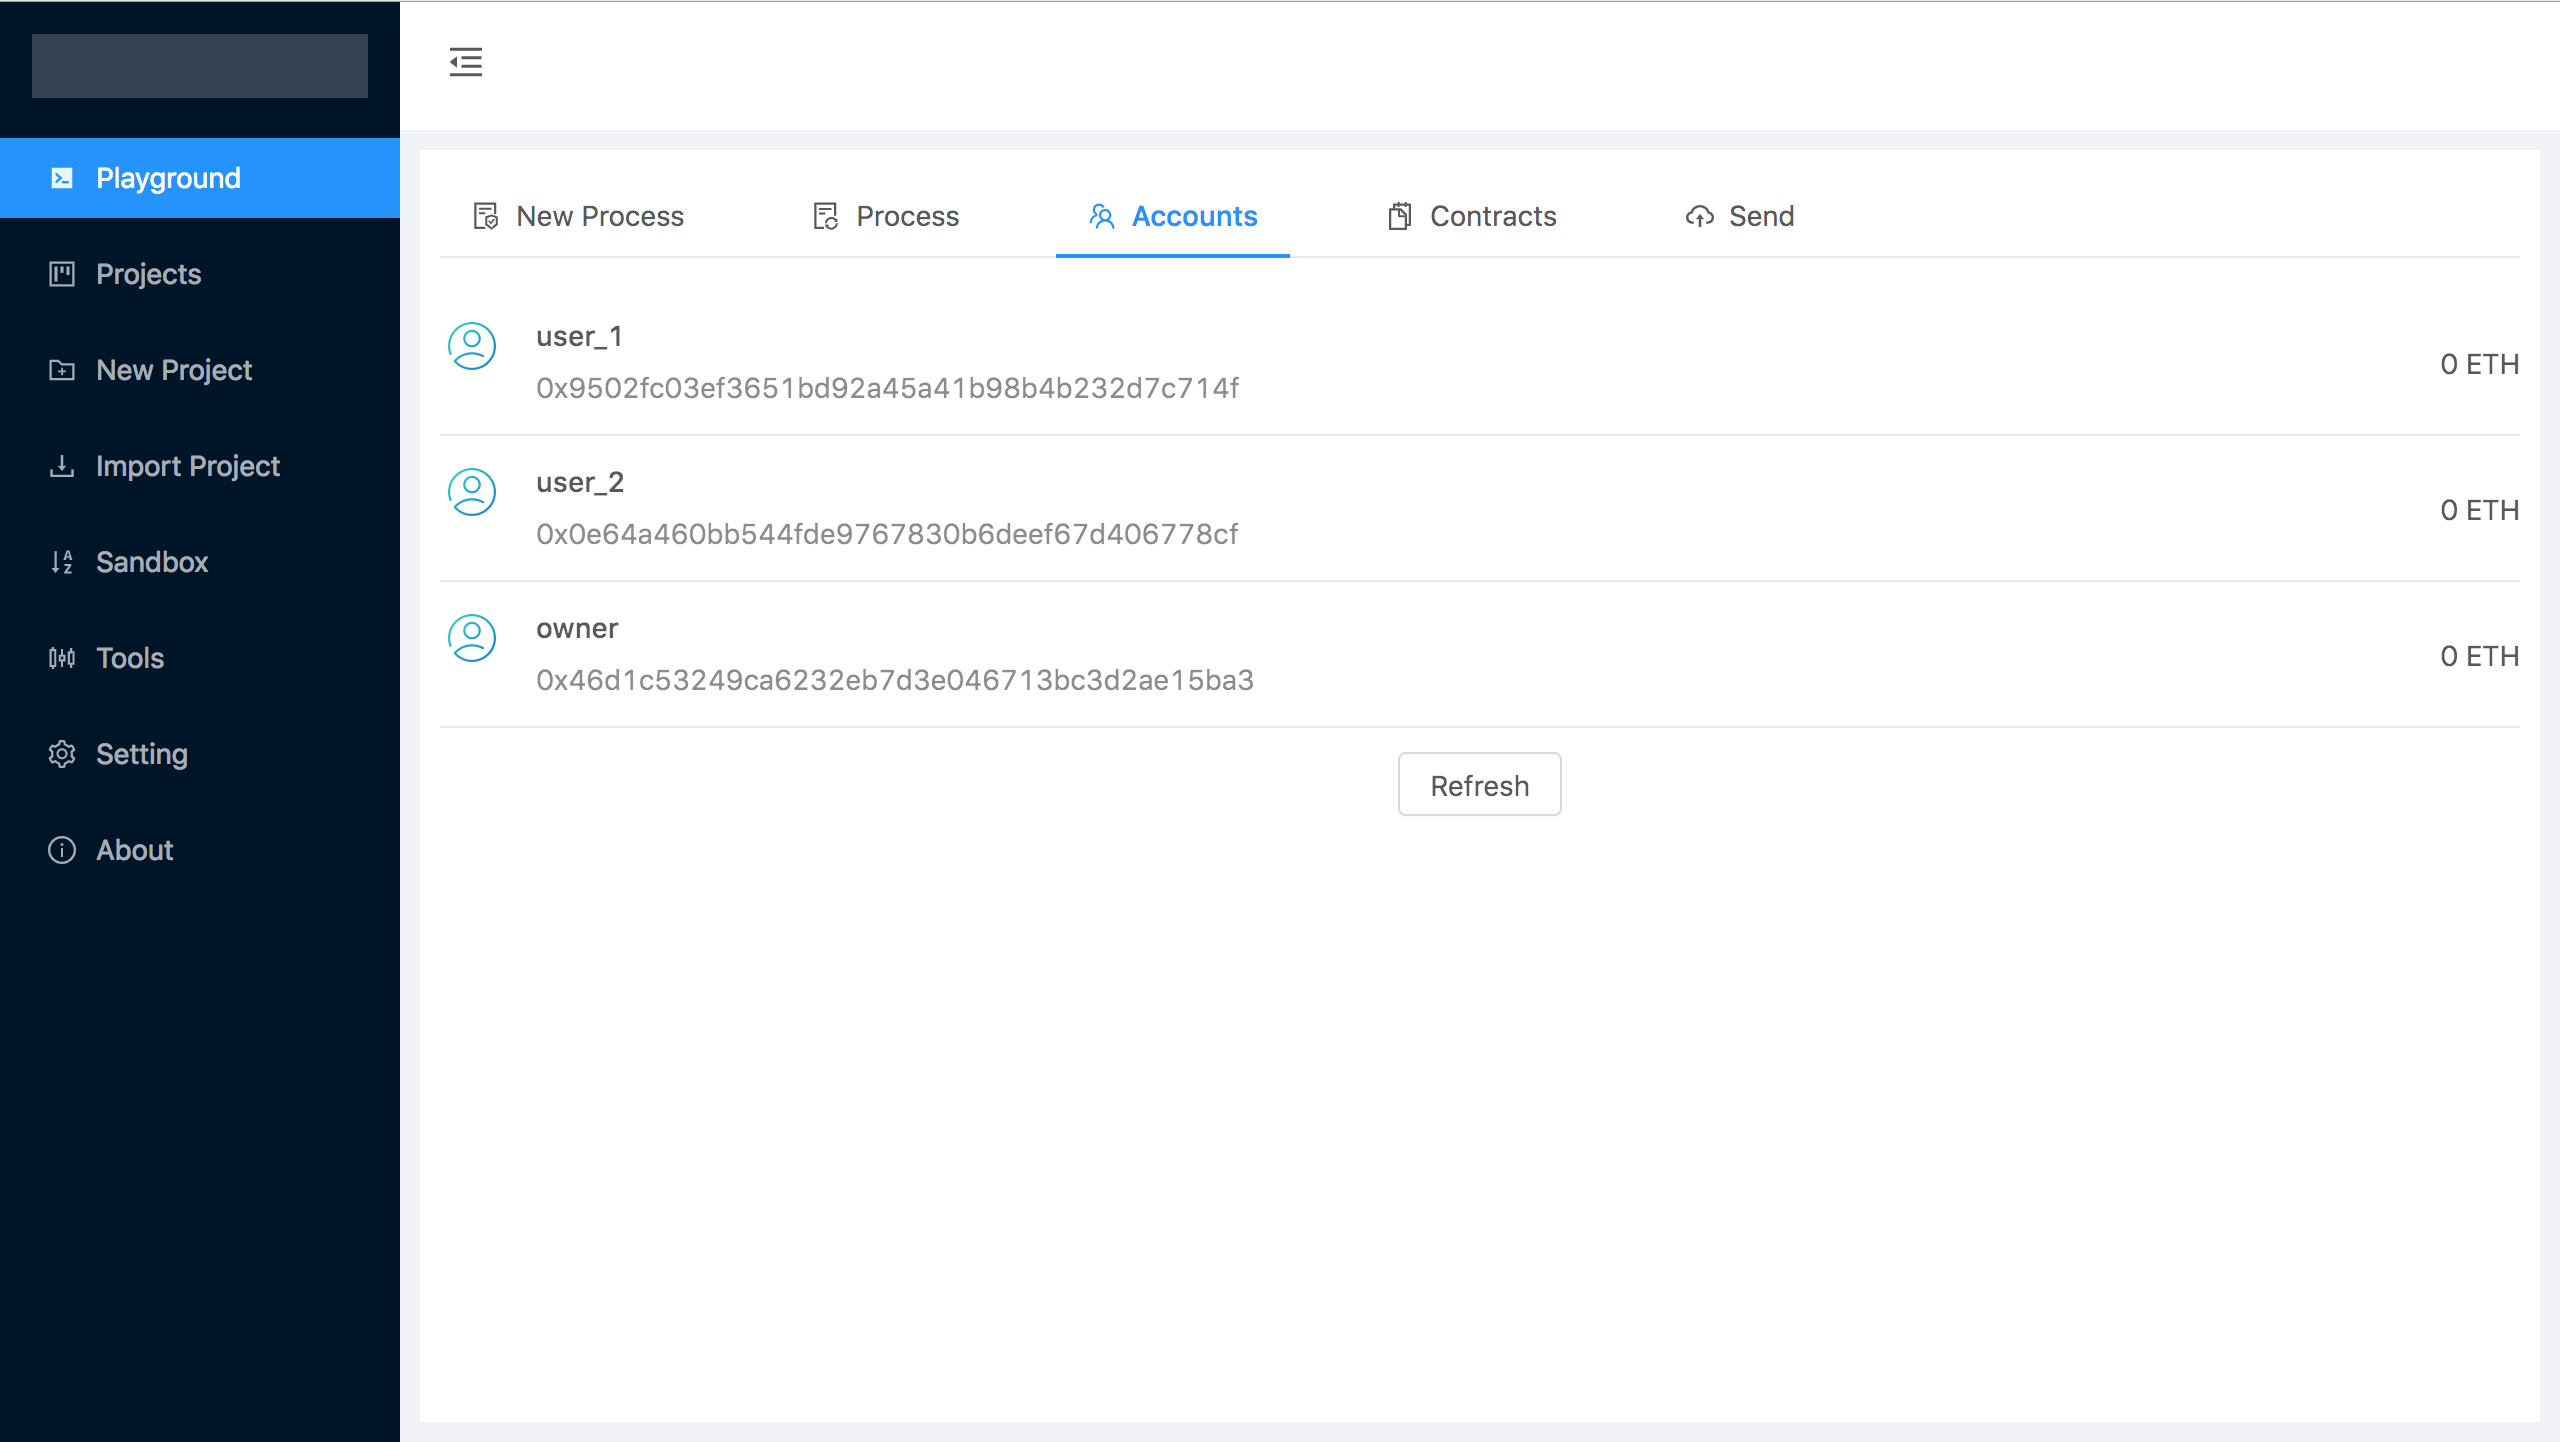 Playground
Projects
New Project
Import Project
Sandbox
Tools
Setting
About
New Process
Process
Accounts
Contracts
Send
user_1
0x9502fc03ef3651bd92a45a41b98b4b232d7c714f
0 ETH
user_2
0x0e64a460bb544fde9767830b6deef67d406778cf
0 ETH
owner
0x46d1c53249ca6232eb7d3e046713bc3d2ae15ba3
0 ETH
Refresh